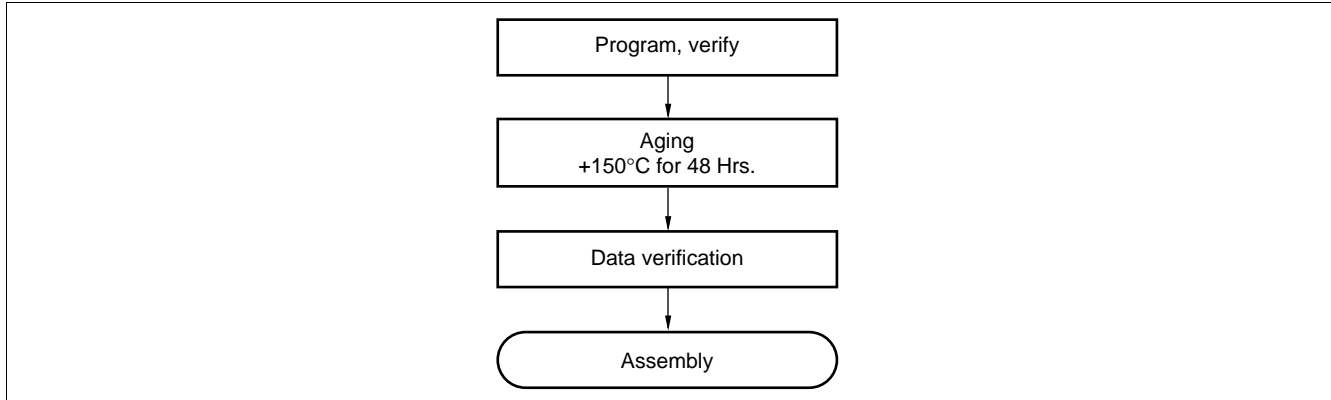 Program, verify
Aging
+150°C for 48 Hrs.
Data verification
Assembly